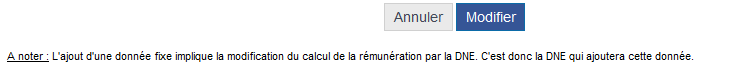 Annuler Modifier
A noter : L'ajout d'une donnée fixe implique la modification du calcul de la rémunération par la DNE. C'est donc la DNE qui ajoutera cette donnée.